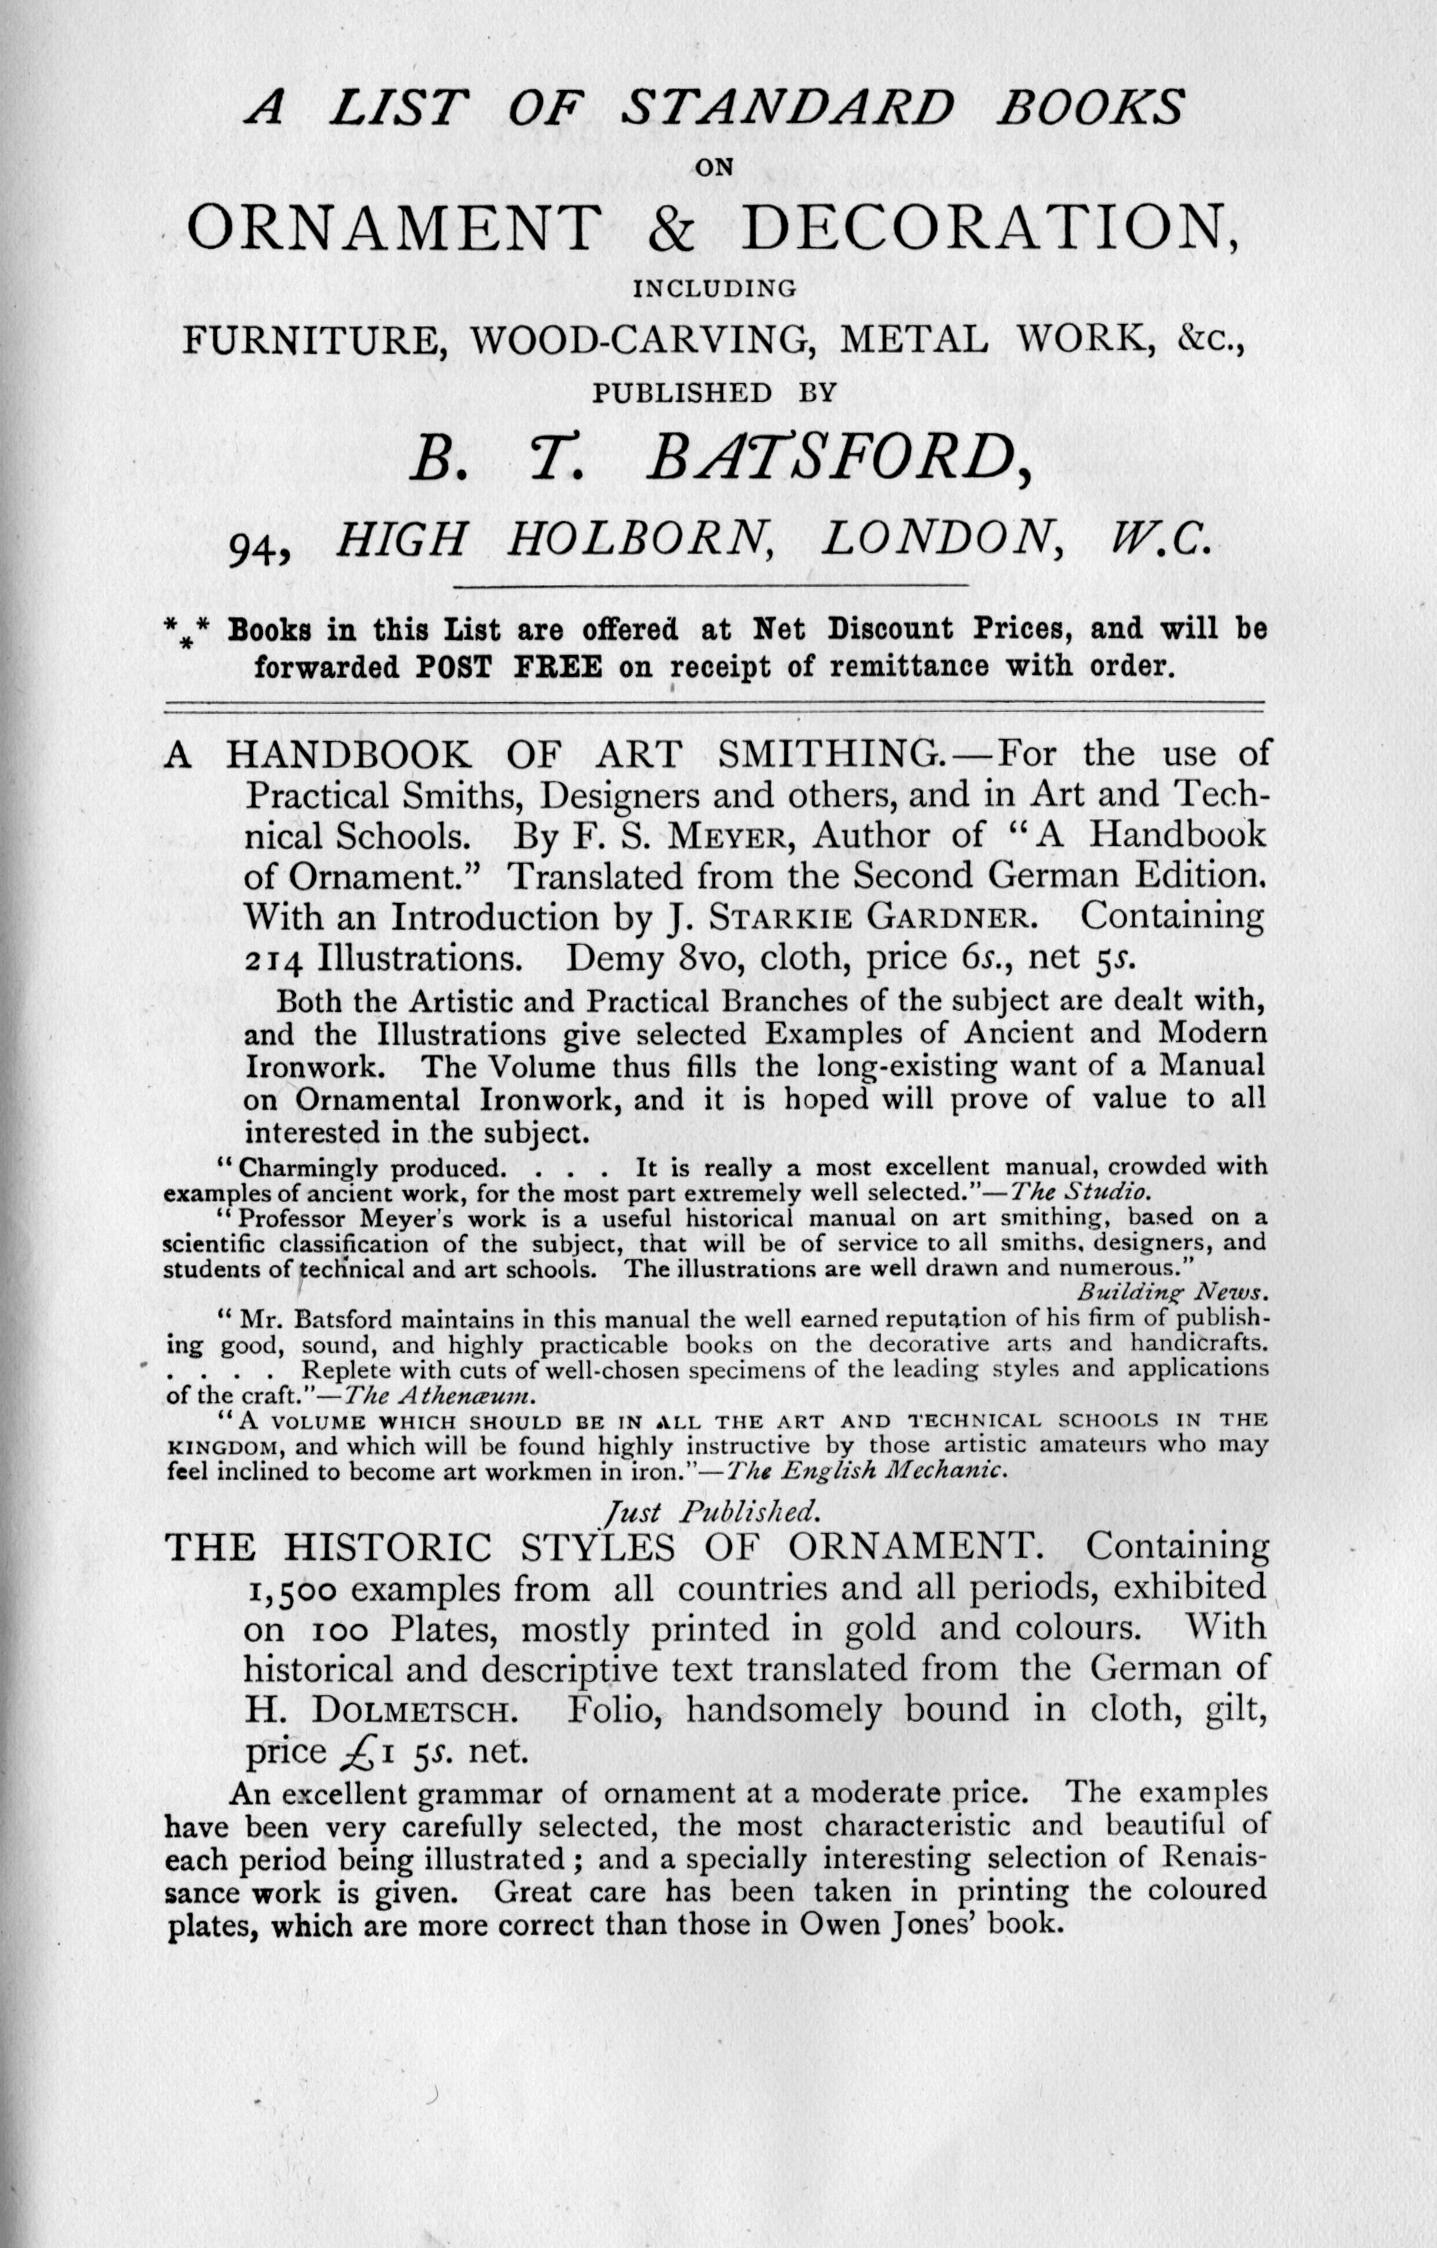 A LIST OF STANDARD BOOKS
ON
ORNAMENT & DECORATION,
INCLUDING
FURNITURE, WOOD-CARVING, METAL WORK, &c.,
PUBLISHED BY
B. T. BATSFORD,
94, HIGH HOLBORN, LONDON, W.C.
*** Books in this List are offered at Net Discount Prices, and will be
forwarded POST FREE on receipt of remittance with order.
A HANDBOOK OF ART SMITHING.—For the use of
Practical Smiths, Designers and others, and in Art and Tech-
nical Schools. By F. S. MEYER, Author of "A Handbook
of Ornament." Translated from the Second German Edition.
With an Introduction by J. STARKIE GARDNER. Containing
214 Illustrations. Demy 8vo, cloth, price 6s., net 5s.
Both the Artistic and Practical Branches of the subject are dealt with,
and the Illustrations give selected Examples of Ancient and Modern
Ironwork. The Volume thus fills the long-existing want of a Manual
on Ornamental Ironwork, and it is hoped will prove of value to all
interested in the subject.
"Charmingly produced. . . . . It is really a most excellent manual, crowded with
examples of ancient work, for the most part extremely well selected."—The Studio.
"Professor Meyer's work is a useful historical manual on art smithing, based on a
scientific classification of the subject, that will be of service to all smiths, designers, and
students of technical and art schools. The illustrations are well drawn and numerous."
Building News.
"Mr. Batsford maintains in this manual the well earned reputation of his firm of publish-
ing good, sound, and highly practicable books on the decorative arts and handicrafts.
. . . . Replete with cuts of well-chosen specimens of the leading styles and applications
of the craft."—The Athenæum.
"A VOLUME WHICH SHOULD BE IN ALL THE ART AND TECHNICAL SCHOOLS IN THE
KINGDOM, and which will be found highly instructive by those artistic amateurs who may
feel inclined to become art workmen in iron."—The English Mechanic.
Just Published.
THE HISTORIC STYLES OF ORNAMENT. Containing
1,500 examples from all countries and all periods, exhibited
on 100 Plates, mostly printed in gold and colours. With
historical and descriptive text translated from the German of
H. DOLMETSCH. Folio, handsomely bound in cloth, gilt,
price £1 5s. net.
An excellent grammar of ornament at a moderate price. The examples
have been very carefully selected, the most characteristic and beautiful of
each period being illustrated; and a specially interesting selection of Renais-
sance work is given. Great care has been taken in printing the coloured
plates, which are more correct than those in Owen Jones' book.